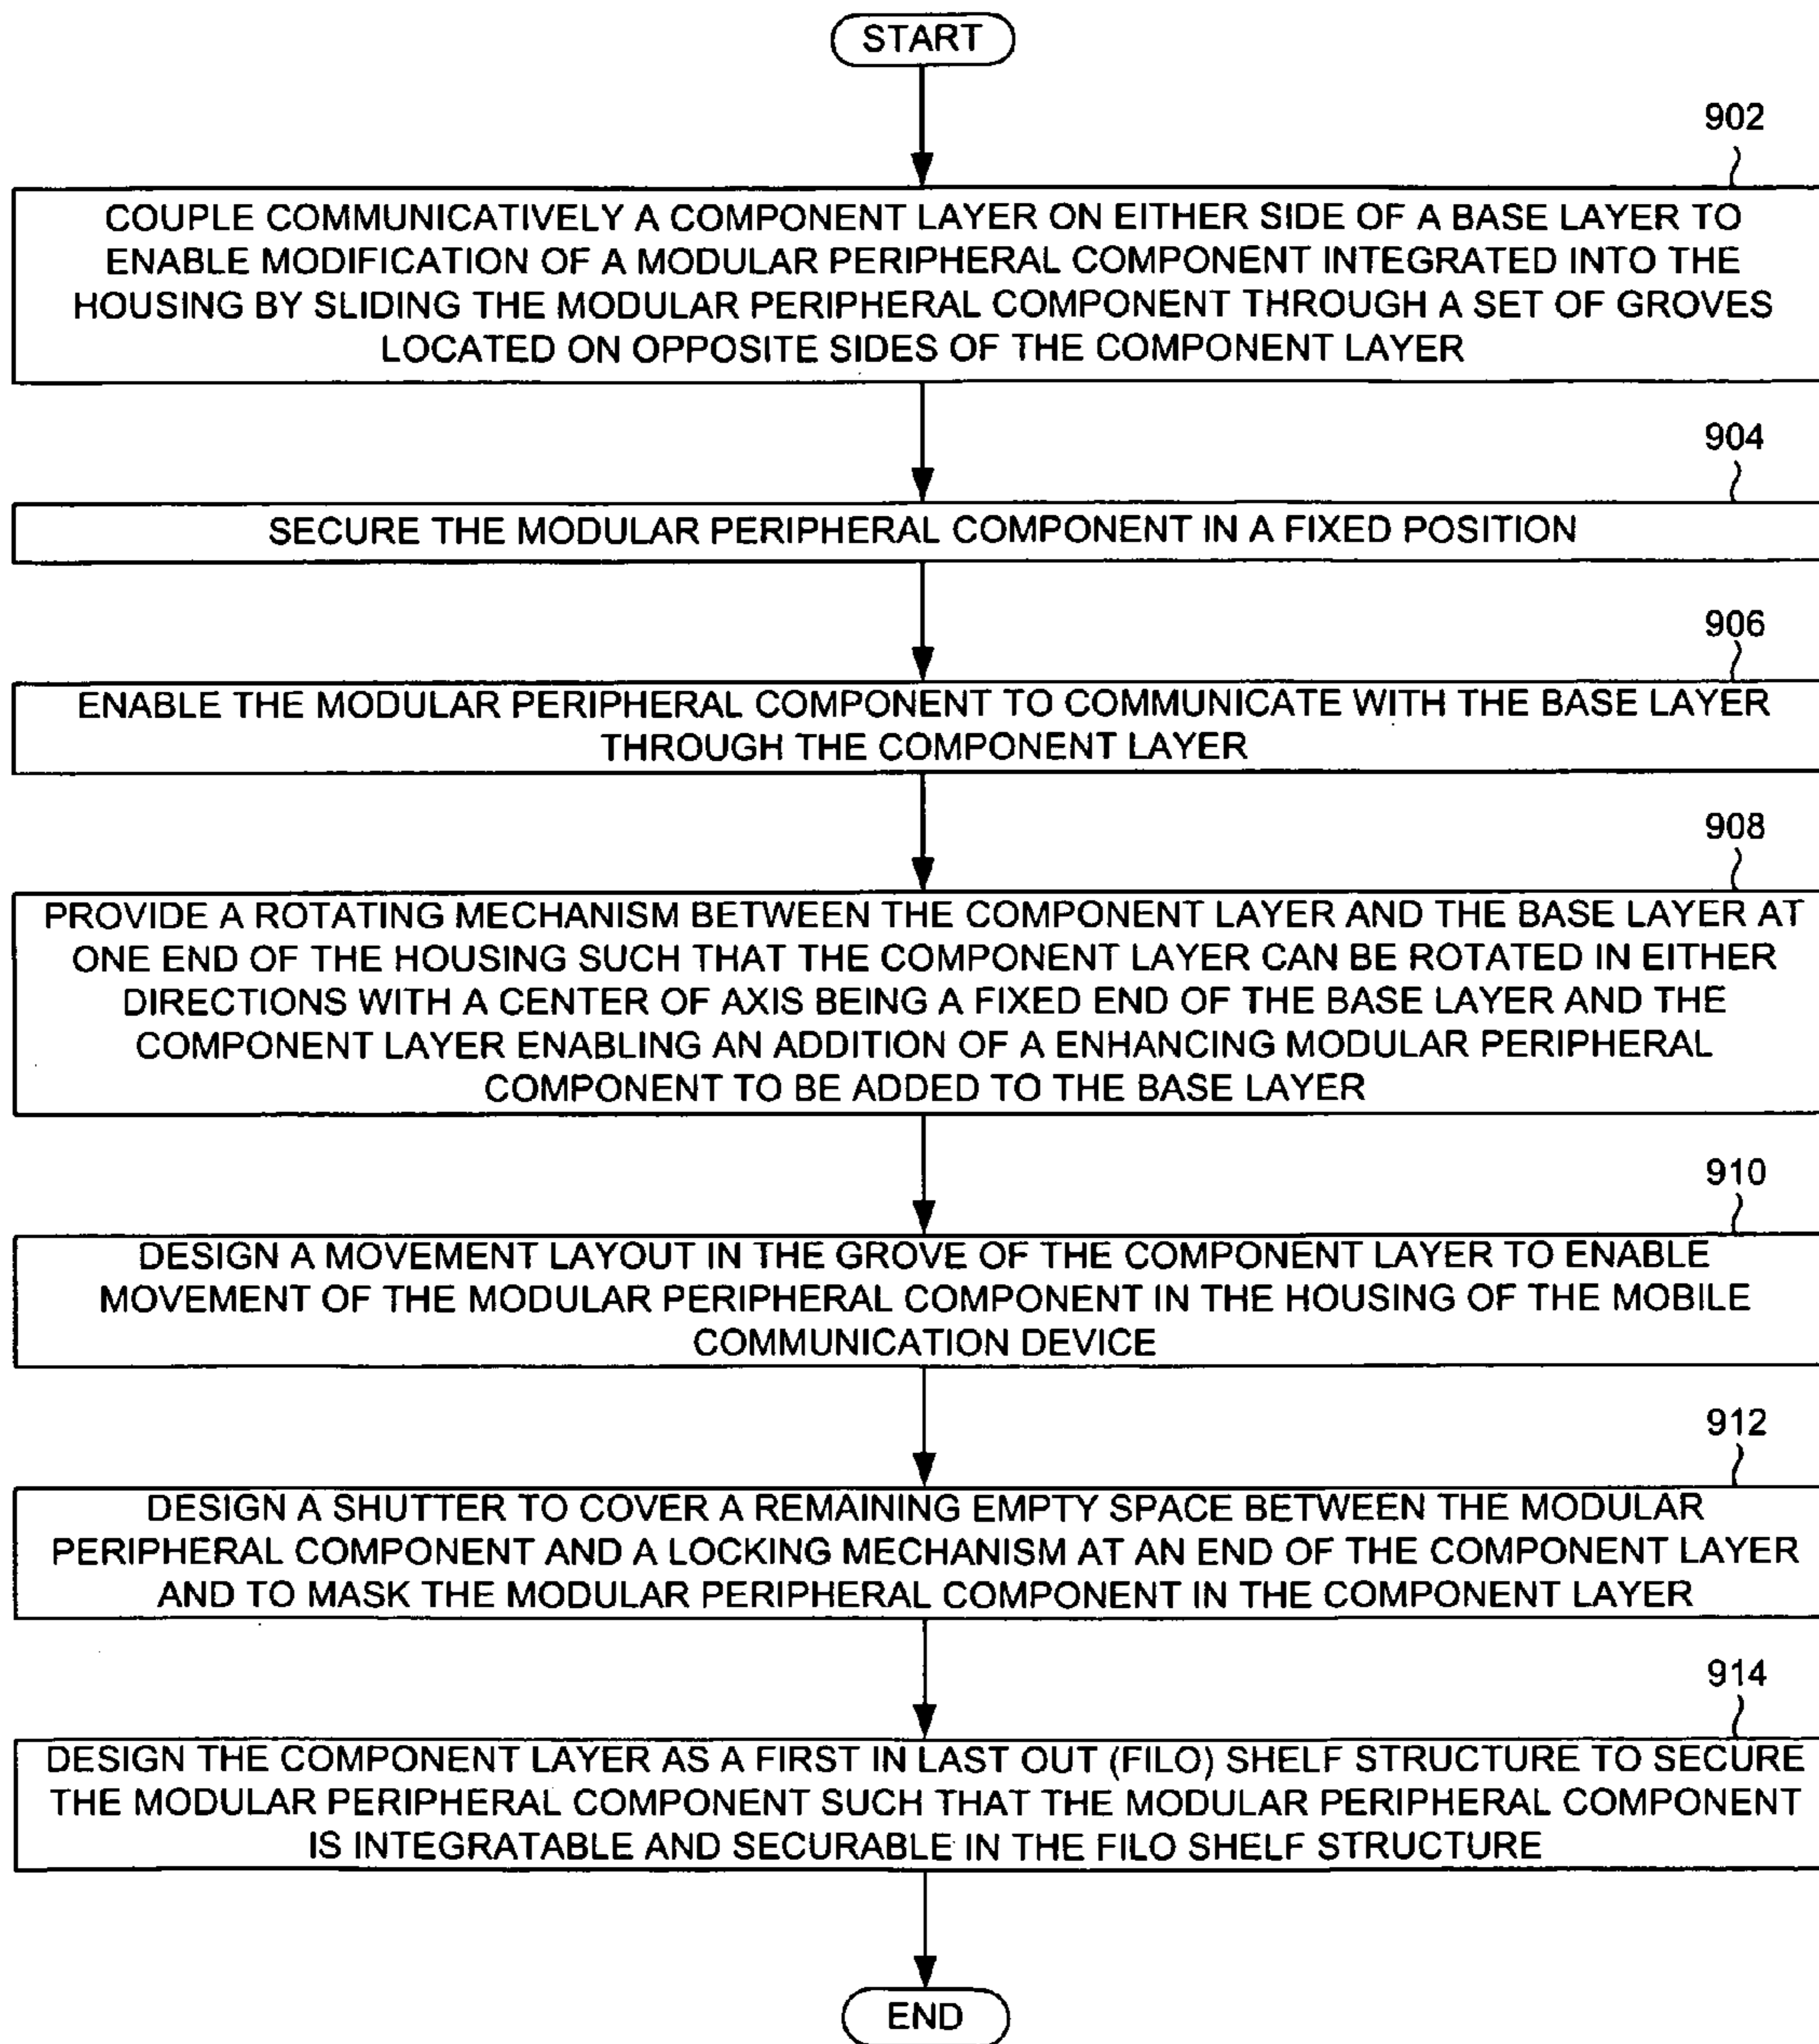 START
902
COUPLE COMMUNICATIVELY A COMPONENT LAYER ON EITHER SIDE OF A BASE LAYER TO
ENABLE MODIFICATION OF A MODULAR PERIPHERAL COMPONENT INTEGRATED INTO THE
HOUSING BY SLIDING THE MODULAR PERIPHERAL COMPONENT THROUGH A SET OF GROVES
LOCATED ON OPPOSITE SIDES OF THE COMPONENT LAYER
904
SECURE THE MODULAR PERIPHERAL COMPONENT IN A FIXED POSITION
906
ENABLE THE MODULAR PERIPHERAL COMPONENT TO COMMUNICATE WITH THE BASE LAYER
THROUGH THE COMPONENT LAYER
908
PROVIDE A ROTATING MECHANISM BETWEEN THE COMPONENT LAYER AND THE BASE LAYER AT
ONE END OF THE HOUSING SUCH THAT THE COMPONENT LAYER CAN BE ROTATED IN EITHER
DIRECTIONS WITH A CENTER OF AXIS BEING A FIXED END OF THE BASE LAYER AND THE
COMPONENT LAYER ENABLING AN ADDITION OF A ENHANCING MODULAR PERIPHERAL
COMPONENT TO BE ADDED TO THE BASE LAYER
910
DESIGN A MOVEMENT LAYOUT IN THE GROVE OF THE COMPONENT LAYER TO ENABLE
MOVEMENT OF THE MODULAR PERIPHERAL COMPONENT IN THE HOUSING OF THE MOBILE
COMMUNICATION DEVICE
912
DESIGN A SHUTTER TO COVER A REMAINING EMPTY SPACE BETWEEN THE MODULAR
PERIPHERAL COMPONENT AND A LOCKING MECHANISM AT AN END OF THE COMPONENT LAYER
AND TO MASK THE MODULAR PERIPHERAL COMPONENT IN THE COMPONENT LAYER
914
DESIGN THE COMPONENT LAYER AS A FIRST IN LAST OUT (FILO) SHELF STRUCTURE TO SECURE
THE MODULAR PERIPHERAL COMPONENT SUCH THAT THE MODULAR PERIPHERAL COMPONENT
IS INTEGRATABLE AND SECURABLE IN THE FILO SHELF STRUCTURE
END